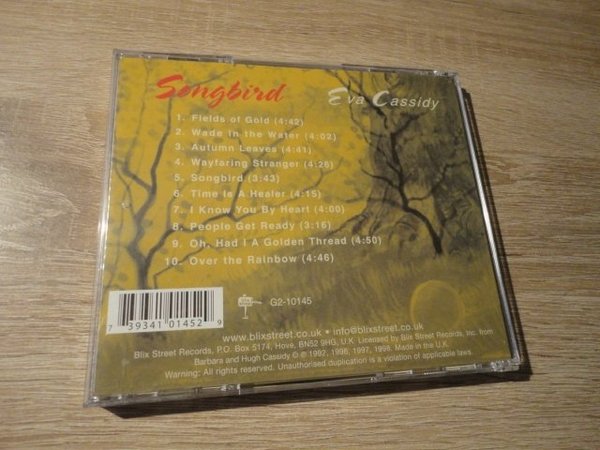 Songbird Eva Cassidy
1. Fields of Gold (4:42)
2. Wade In the Water (4:02)
3. Autumn Leaves (4:41)
4. Wayfaring Stranger (4:26)
5. Songbird (3:43)
6. Time Is A Healer (4:15)
7. I Know You By Heart (4:00)
8. People Get Ready (3:16)
9. Oh, Had I A Golden Thread (4:50)
10. Over the Rainbow (4:46)
7 39341 01452 9
G2-10145
www.blixstreet.co.uk • info@blixstreet.co.uk
Blix Street Records, P.O. Box 5174, Hove, BN52 9HG, U.K. Licensed by Blix Street Records, Inc. from
Barbara and Hugh Cassidy © ℗ 1992, 1996, 1997, 1998. Made in the U.K.
Warning: All rights reserved. Unauthorised duplication is a violation of applicable laws.